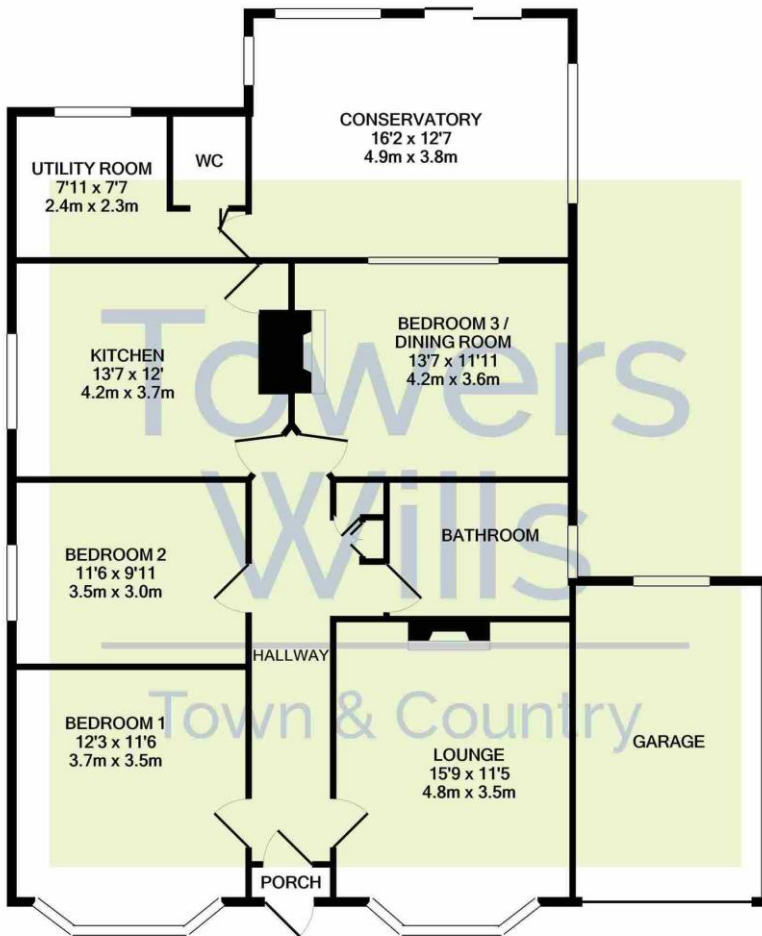 CONSERVATORY
16'2 x 12'7
4.9m x 3.8m
UTILITY ROOM
7'11 x 7'7
2.4m x 2.3m
WC
KITCHEN
13'7 x 12'
4.2m x 3.7m
BEDROOM 3 /
DINING ROOM
13'7 x 11'11
4.2m x 3.6m
Towers
Wills
BEDROOM 2
11'6 x 9'11
3.5m x 3.0m
BATHROOM
HALLWAY
Town & Country
BEDROOM 1
12'3 x 11'6
3.7m x 3.5m
LOUNGE
15'9 x 11'5
4.8m x 3.5m
GARAGE
PORCH